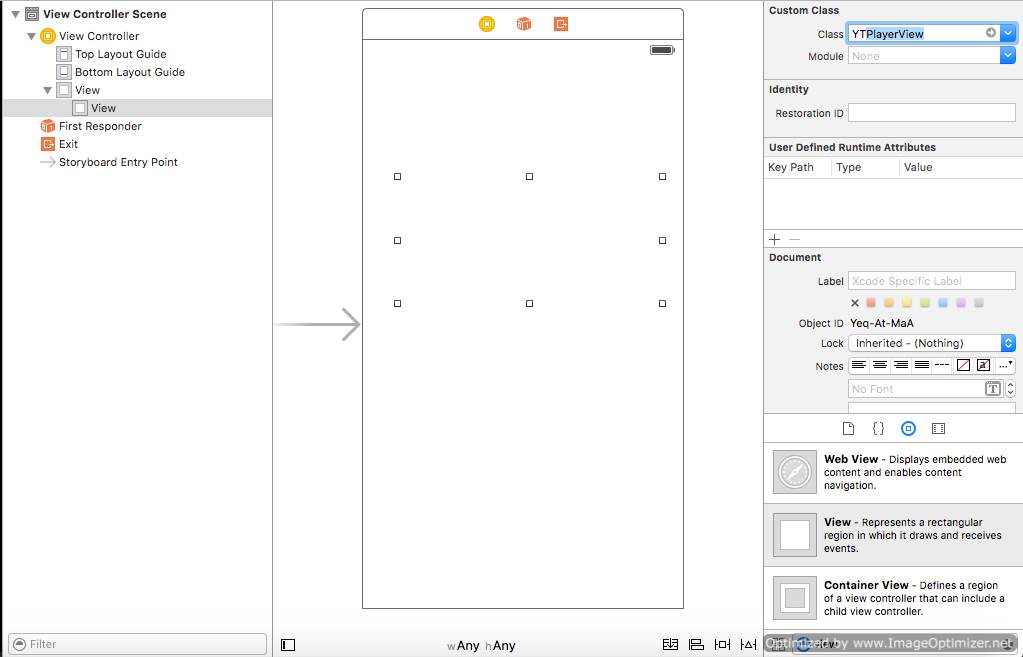 View Controller Scene
View Controller
Top Layout Guide
Bottom Layout Guide
View
View
First Responder
Exit
Storyboard Entry Point
Filter
wAny hAny
Custom Class
Class YTPlayerView
Module None
Identity
Restoration ID
User Defined Runtime Attributes
Key Path Type Value
Document
Label Xcode Specific Label
Object ID Yeq-At-MaA
Lock Inherited - (Nothing)
Notes
No Font
Web View - Displays embedded web
content and enables content
navigation.
View - Represents a rectangular
region in which it draws and receives
events.
Container View - Defines a region
of a view controller that can include a
child view controller.
Optimized by www.ImageOptimizer.net